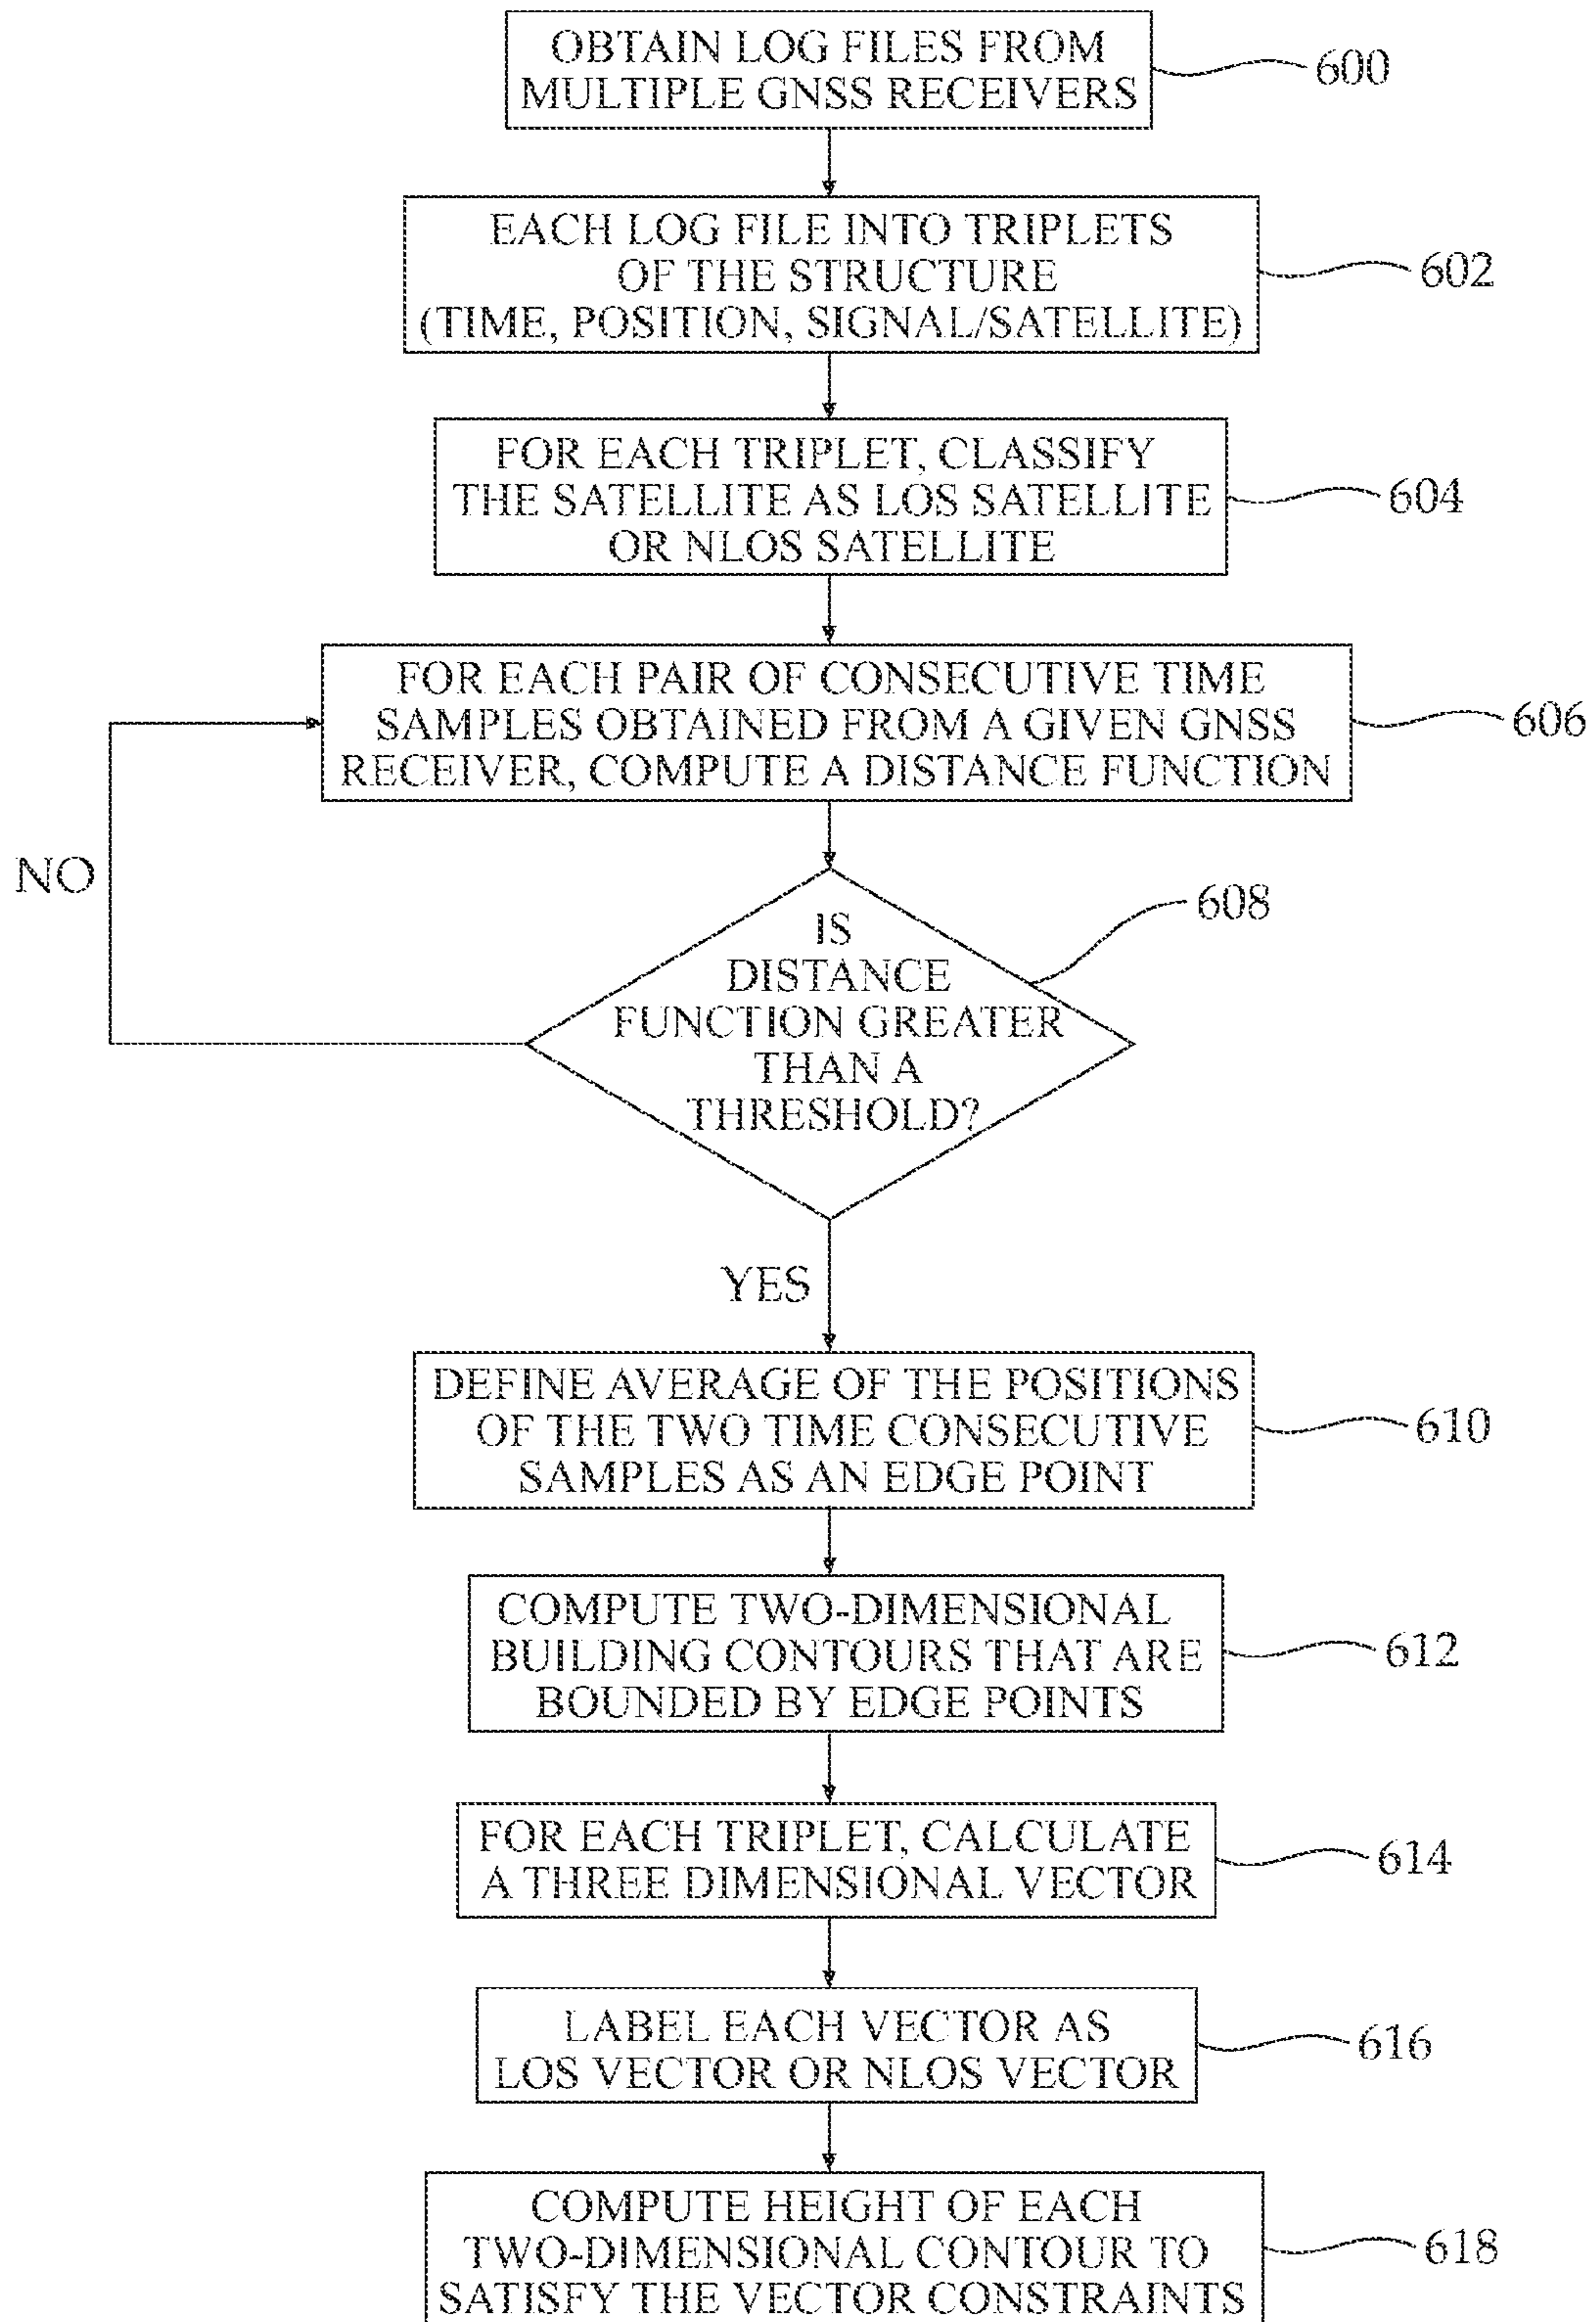 OBTAIN LOG FILES FROM
MULTIPLE GNSS RECEIVERS
600
EACH LOG FILE INTO TRIPLETS
OF THE STRUCTURE
(TIME, POSITION, SIGNAL/SATELLITE)
602
FOR EACH TRIPLET, CLASSIFY
THE SATELLITE AS LOS SATELLITE
OR NLOS SATELLITE
604
FOR EACH PAIR OF CONSECUTIVE TIME
SAMPLES OBTAINED FROM A GIVEN GNSS
RECEIVER, COMPUTE A DISTANCE FUNCTION
606
NO
IS
DISTANCE
FUNCTION GREATER
THAN A
THRESHOLD?
608
YES
DEFINE AVERAGE OF THE POSITIONS
OF THE TWO TIME CONSECUTIVE
SAMPLES AS AN EDGE POINT
610
COMPUTE TWO-DIMENSIONAL
BUILDING CONTOURS THAT ARE
BOUNDED BY EDGE POINTS
612
FOR EACH TRIPLET, CALCULATE
A THREE DIMENSIONAL VECTOR
614
LABEL EACH VECTOR AS
LOS VECTOR OR NLOS VECTOR
616
COMPUTE HEIGHT OF EACH
TWO-DIMENSIONAL CONTOUR TO
SATISFY THE VECTOR CONSTRAINTS
618